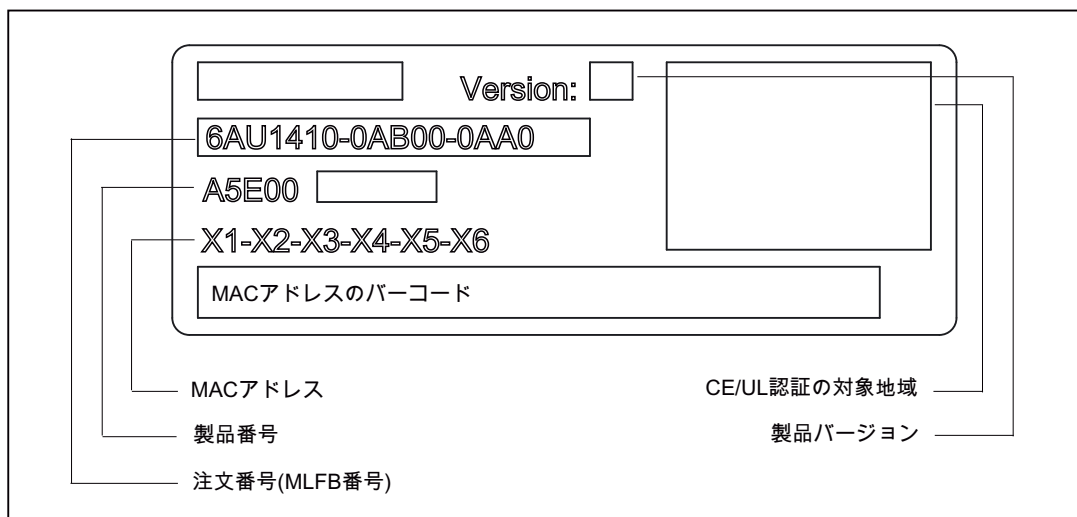 Version:
6AU1410-0AB00-0AA0
A5E00
X1-X2-X3-X4-X5-X6
MACアドレスのバーコード
MACアドレス
CE/UL認証の対象地域
製品番号
製品バージョン
注文番号(MLFB番号)